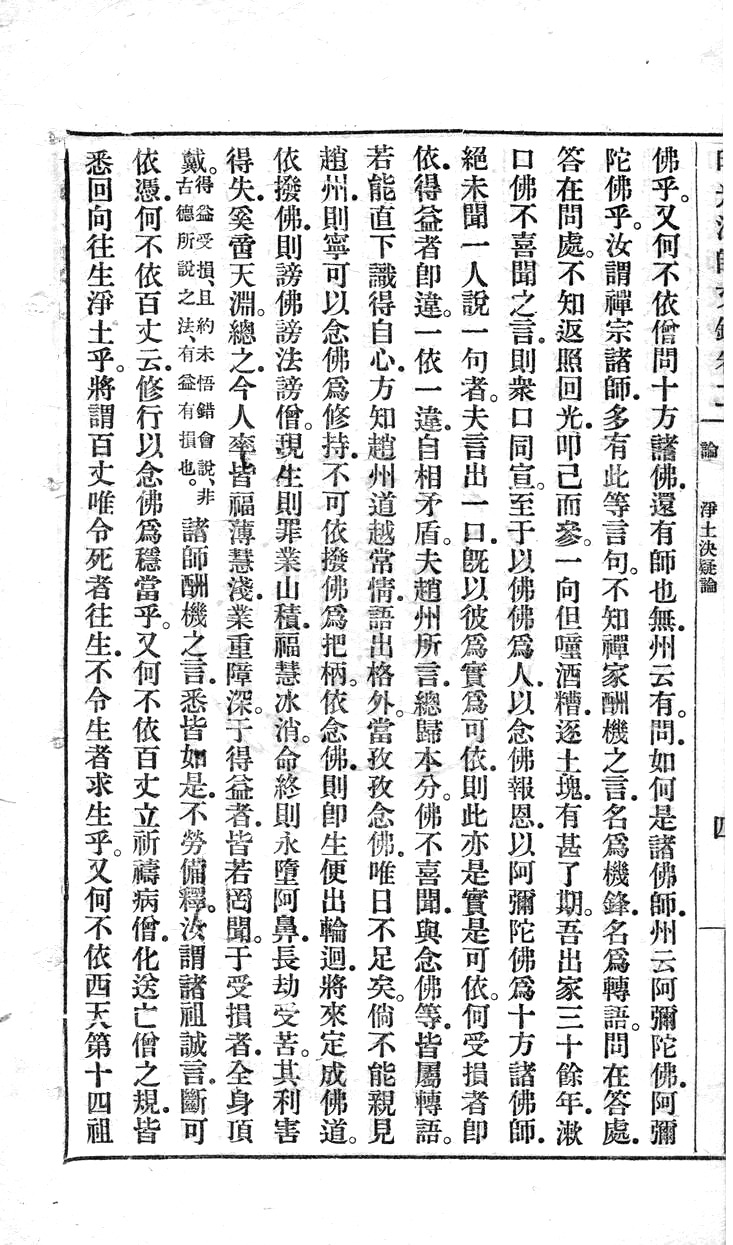 論　淨土決疑論
佛乎。又何不依僧問十方諸佛、還有師也無。州云有。問、如何是諸佛師。州云、阿彌陀佛、阿彌
陀佛乎。汝謂禪宗諸師、多有此等言句。不知禪家酬機之言、名爲機鋒、名爲轉語。問在答處、
答在問處。不知返照回光、叩己而參。一向但噇酒糟、逐土塊、有甚了期。吾出家三十餘年、漱
口佛不喜聞之言、則衆口同宣。至于以佛佛爲人、以念佛報恩、以阿彌陀佛爲十方諸佛師、
絕未聞一人說一句者。夫言出一口、旣以彼爲實爲可依、則此亦是實是可依。何受損者卽
依、得益者卽違。一依一違、自相矛盾。夫趙州所言、總歸本分。佛不喜聞、與念佛等、皆屬轉語。
若能直下識得自心、方知趙州道越常情、語出格外。當孜孜念佛、唯日不足矣。倘不能親見
趙州、則寧可以念佛爲修持、不可依撥佛爲把柄。依念佛、則卽生便出輪迴、將來定成佛道。
依撥佛、則謗佛謗法謗僧。現生則罪業山積、福慧冰消。命終則永墮阿鼻、長劫受苦。其利害
得失、奚啻天淵。總之今人率皆福薄慧淺、業重障深。于得益者、皆若罔聞。于受損者、全身頂
戴。得益受損、且約未悟錯會說、非古德所說之法、有益有損也。諸師酬機之言、悉皆如是、不勞備釋。汝謂諸祖誠言、斷可
依憑。何不依百丈云、修行以念佛爲穩當乎。又何不依百丈立祈禱病僧、化送亡僧之規、皆
悉回向往生淨土乎。將謂百丈唯令死者往生、不令生者求生乎。又何不依西天第十四祖